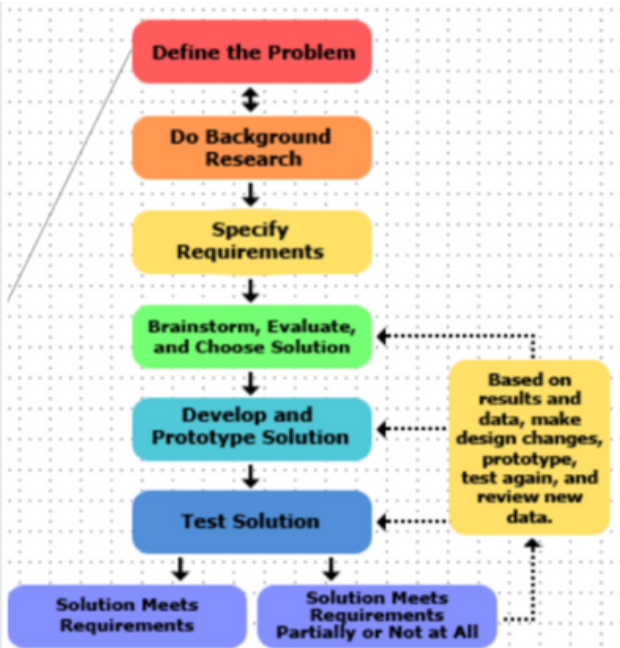 Define the Problem
Do Background
Research
Specify
Requirements
Brainstorm, Evaluate,
and Choose Solution
Develop and
Prototype Solution
Test Solution
Based on
results and
data, make
design changes,
prototype,
test again, and
review new
data.
Solution Meets
Requirements
Solution Meets
Requirements
Partially or Not at All